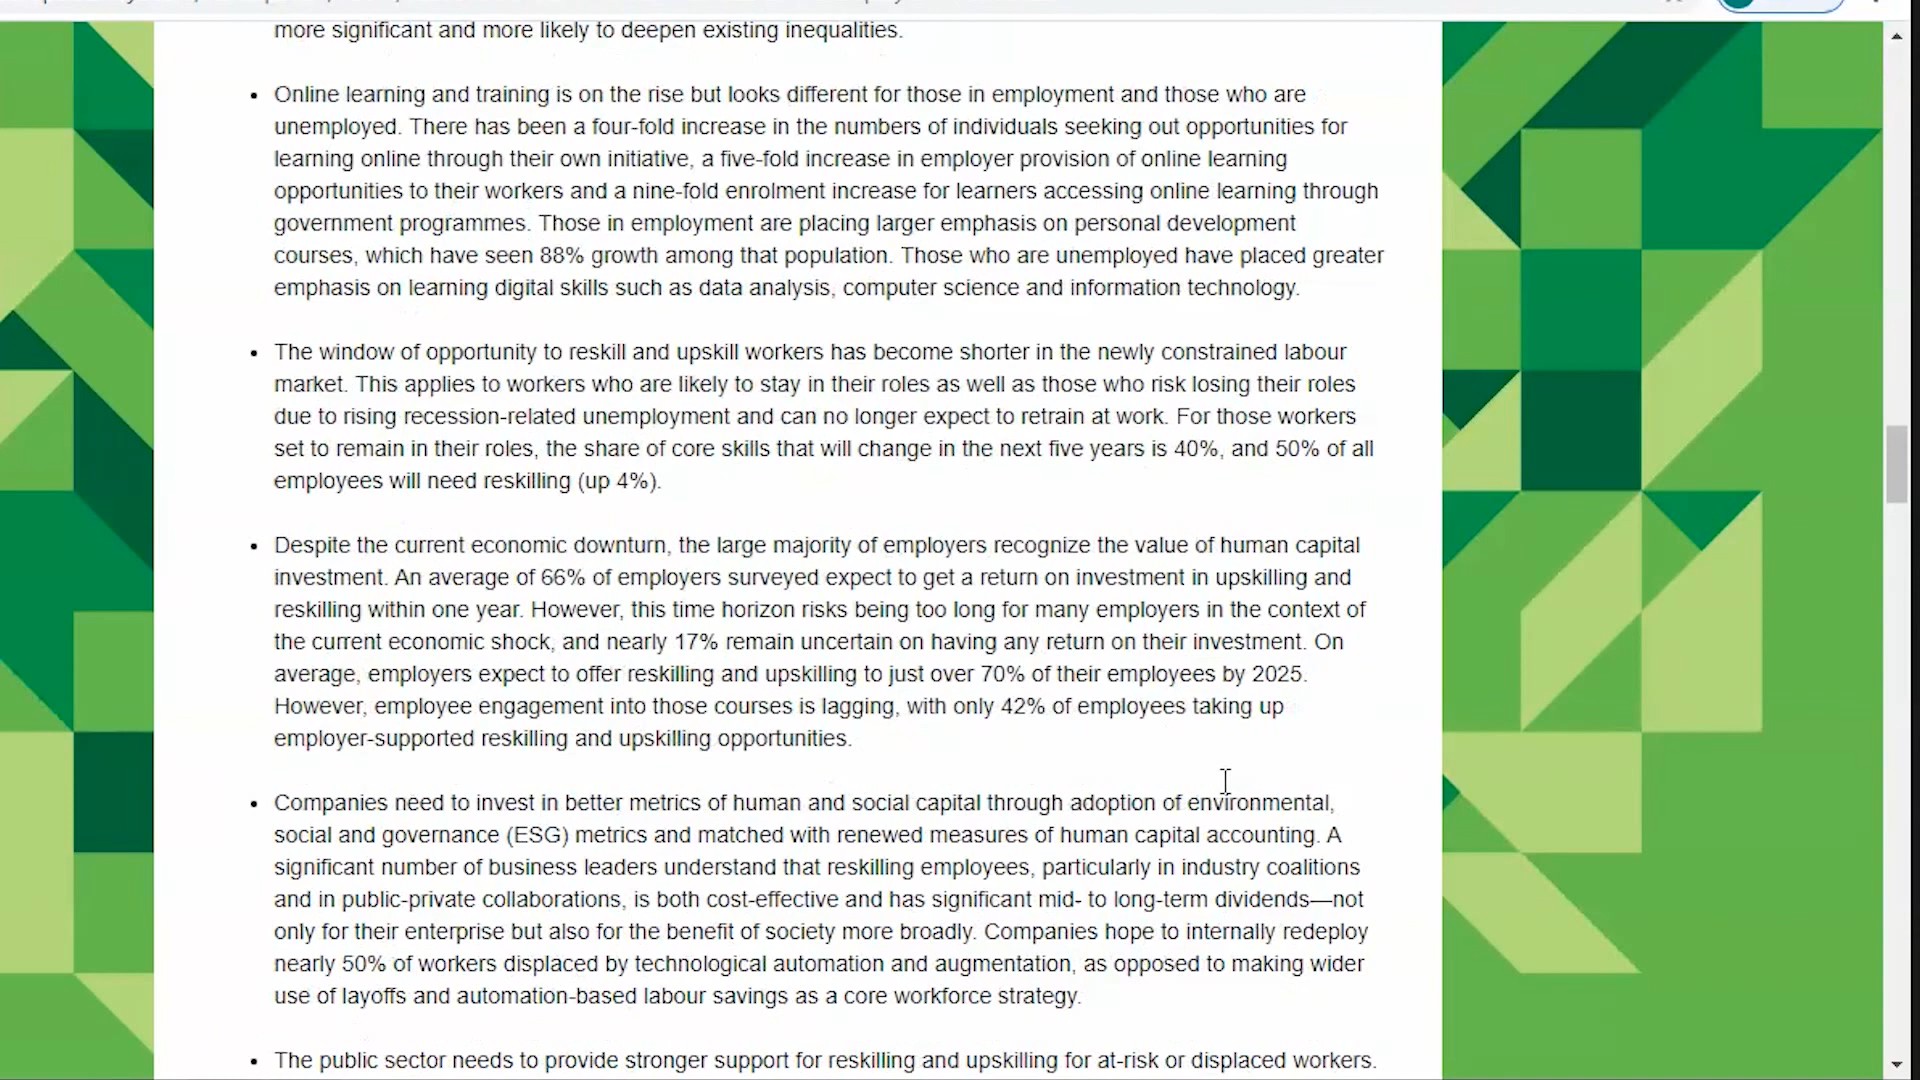 more significant and more likely to deepen existing inequalities.
• Online learning and training is on the rise but looks different for those in employment and those who are
unemployed. There has been a four-fold increase in the numbers of individuals seeking out opportunities for
learning online through their own initiative, a five-fold increase in employer provision of online learning
opportunities to their workers and a nine-fold enrolment increase for learners accessing online learning through
government programmes. Those in employment are placing larger emphasis on personal development
courses, which have seen 88% growth among that population. Those who are unemployed have placed greater
emphasis on learning digital skills such as data analysis, computer science and information technology.
• The window of opportunity to reskill and upskill workers has become shorter in the newly constrained labour
market. This applies to workers who are likely to stay in their roles as well as those who risk losing their roles
due to rising recession-related unemployment and can no longer expect to retrain at work. For those workers
set to remain in their roles, the share of core skills that will change in the next five years is 40%, and 50% of all
employees will need reskilling (up 4%).
• Despite the current economic downturn, the large majority of employers recognize the value of human capital
investment. An average of 66% of employers surveyed expect to get a return on investment in upskilling and
reskilling within one year. However, this time horizon risks being too long for many employers in the context of
the current economic shock, and nearly 17% remain uncertain on having any return on their investment. On
average, employers expect to offer reskilling and upskilling to just over 70% of their employees by 2025.
However, employee engagement into those courses is lagging, with only 42% of employees taking up
employer-supported reskilling and upskilling opportunities.
• Companies need to invest in better metrics of human and social capital through adoption of environmental,
social and governance (ESG) metrics and matched with renewed measures of human capital accounting. A
significant number of business leaders understand that reskilling employees, particularly in industry coalitions
and in public-private collaborations, is both cost-effective and has significant mid- to long-term dividends—not
only for their enterprise but also for the benefit of society more broadly. Companies hope to internally redeploy
nearly 50% of workers displaced by technological automation and augmentation, as opposed to making wider
use of layoffs and automation-based labour savings as a core workforce strategy.
• The public sector needs to provide stronger support for reskilling and upskilling for at-risk or displaced workers.